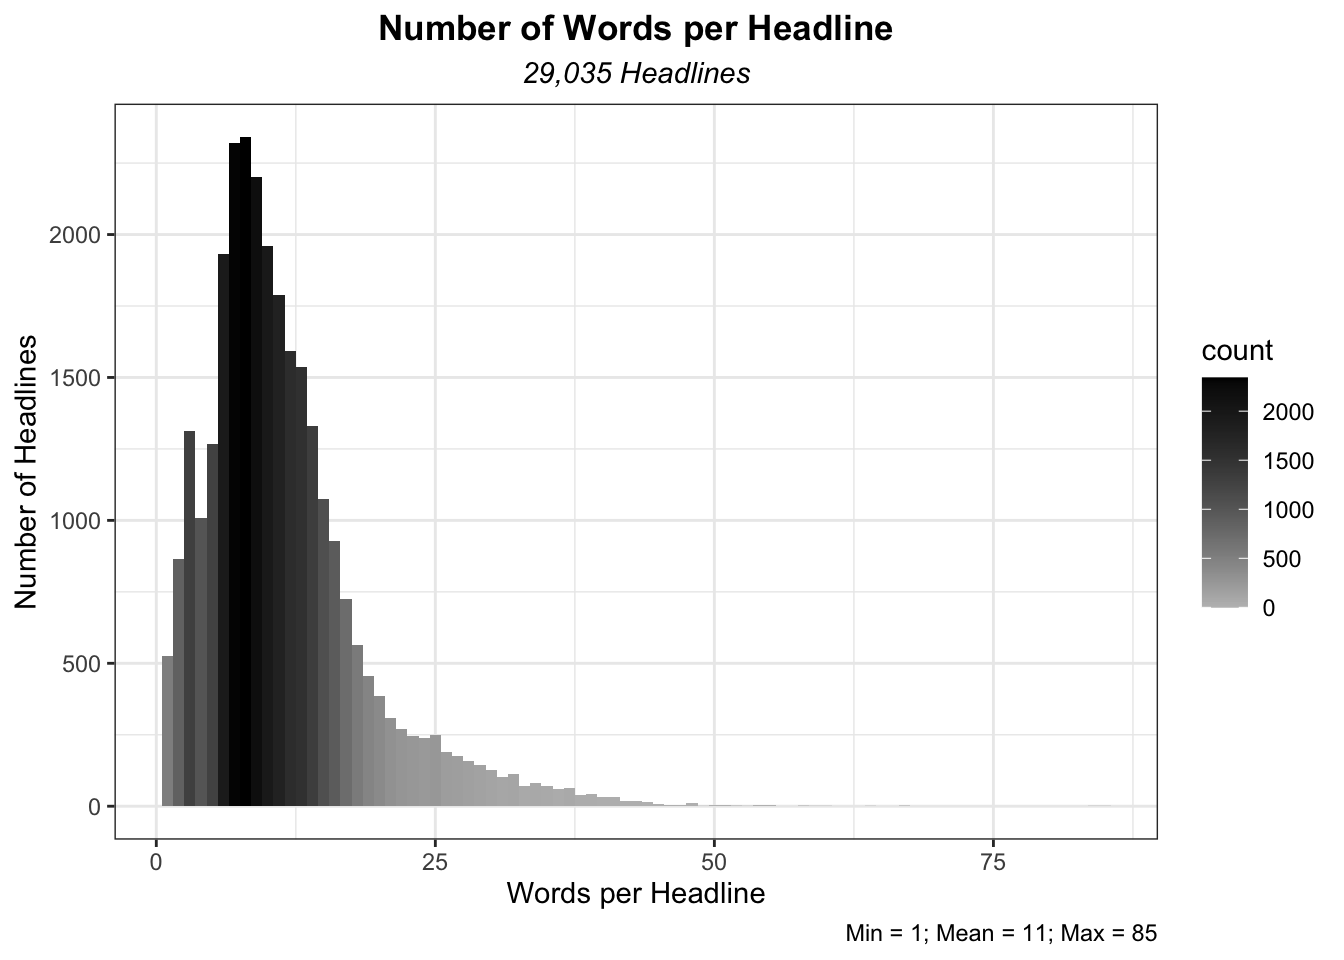 Number of Words per Headline
29,035 Headlines
2000
1500
1000
500
0
Number of Headlines
0 25 50 75
Words per Headline
count
2000
1500
1000
500
0
Min = 1; Mean = 11; Max = 85